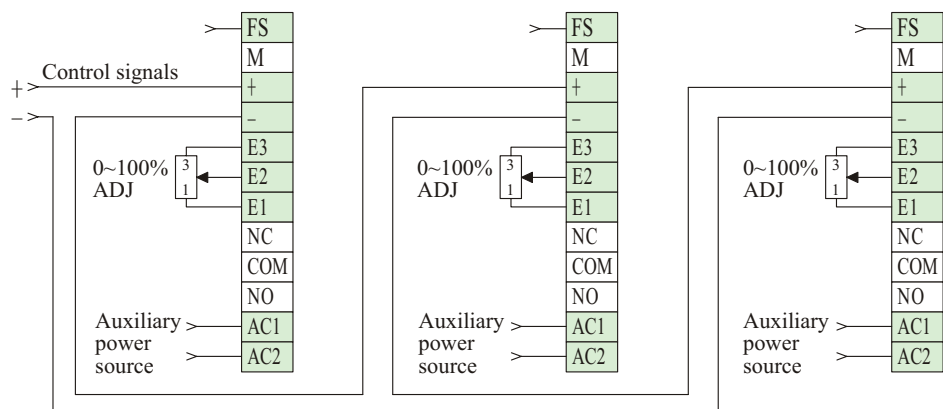 FS
M
+
–
E3
E2
E1
NC
COM
NO
AC1
AC2
+
–
Control signals
0~100%
ADJ
3
1
Auxiliary
power
source
FS
M
+
–
E3
E2
E1
NC
COM
NO
AC1
AC2
0~100%
ADJ
3
1
Auxiliary
power
source
FS
M
+
–
E3
E2
E1
NC
COM
NO
AC1
AC2
0~100%
ADJ
3
1
Auxiliary
power
source